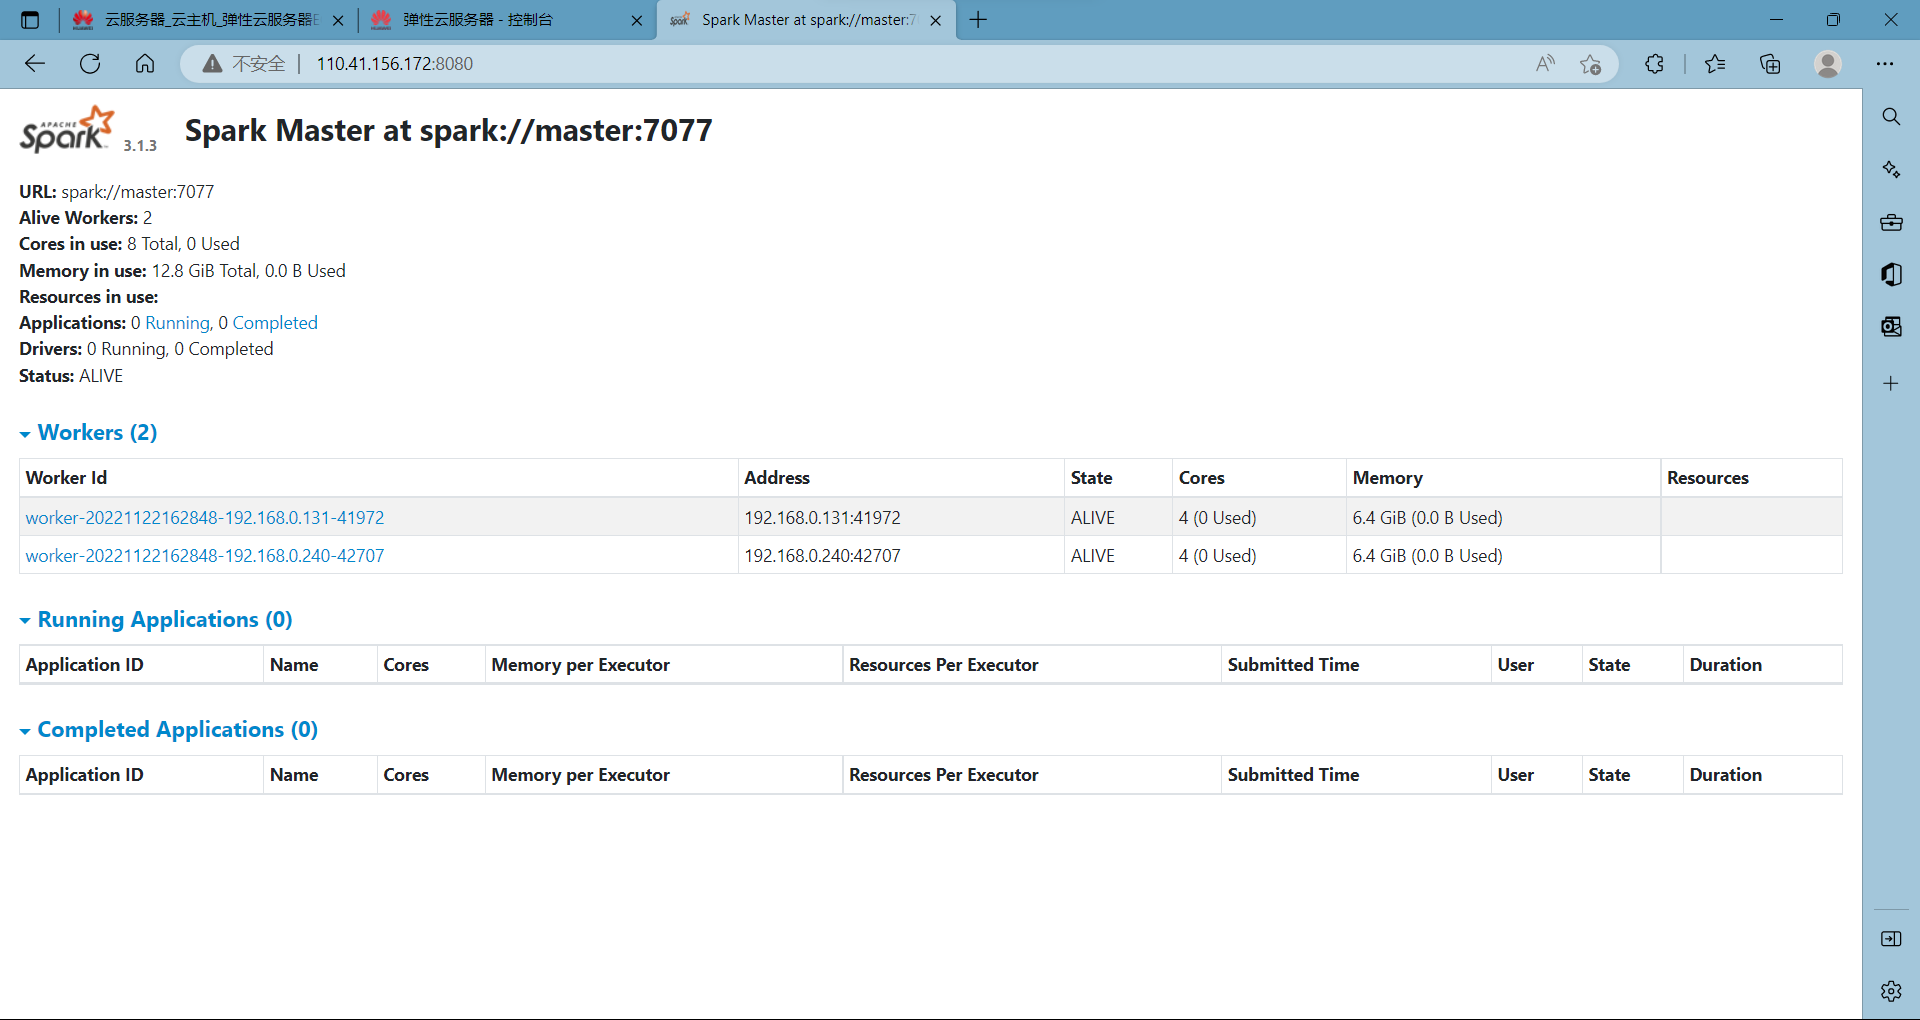 云服务器_云主机_弹性云服务器E
弹性云服务器 - 控制台
Spark Master at spark://master:7
不安全
110.41.156.172:8080
APACHE
Spark
3.1.3
Spark Master at spark://master:7077
URL: spark://master:7077
Alive Workers: 2
Cores in use: 8 Total, 0 Used
Memory in use: 12.8 GiB Total, 0.0 B Used
Resources in use:
Applications: 0 Running, 0 Completed
Drivers: 0 Running, 0 Completed
Status: ALIVE
Workers (2)
Worker Id Address State Cores Memory Resources
worker-20221122162848-192.168.0.131-41972 192.168.0.131:41972 ALIVE 4 (0 Used) 6.4 GiB (0.0 B Used)
worker-20221122162848-192.168.0.240-42707 192.168.0.240:42707 ALIVE 4 (0 Used) 6.4 GiB (0.0 B Used)
Running Applications (0)
Application ID Name Cores Memory per Executor Resources Per Executor Submitted Time User State Duration
Completed Applications (0)
Application ID Name Cores Memory per Executor Resources Per Executor Submitted Time User State Duration